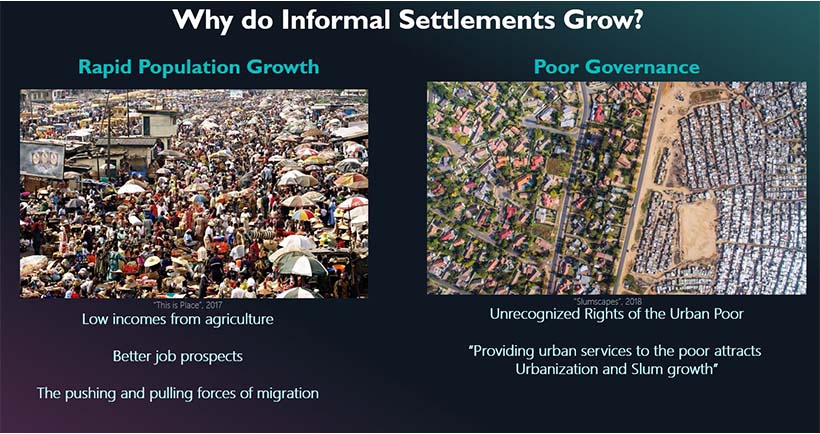 Why do Informal Settlements Grow?
Rapid Population Growth
"This is Place", 2017
Low incomes from agriculture
Better job prospects
The pushing and pulling forces of migration
Poor Governance
"Slumscapes", 2018
Unrecognized Rights of the Urban Poor
"Providing urban services to the poor attracts
Urbanization and Slum growth"